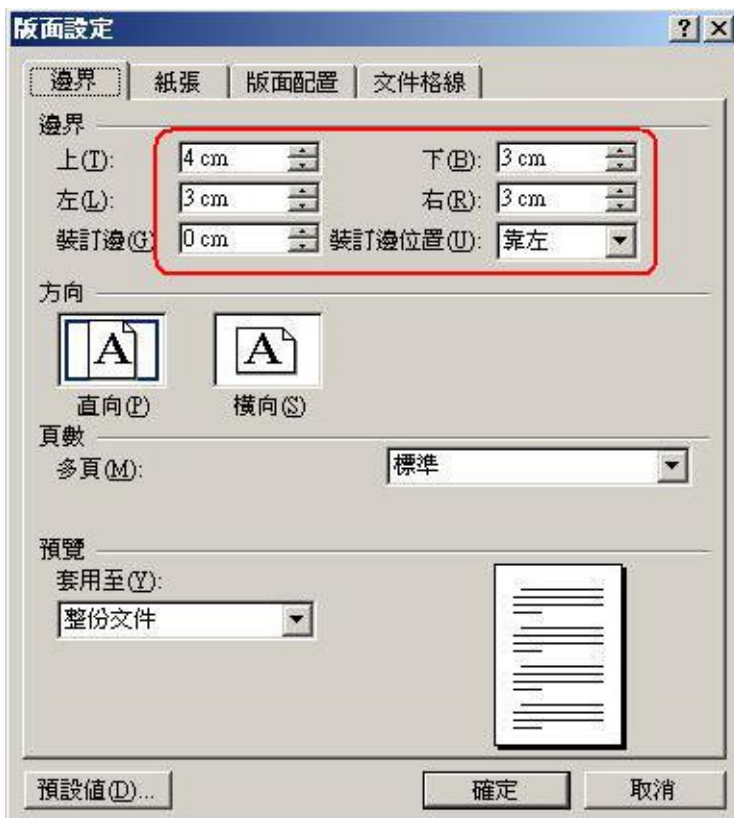 版面設定
邊界 紙張 版面配置 文件格線
邊界
上(T): 4 cm 下(B): 3 cm
左(L): 3 cm 右(R): 3 cm
裝訂邊(G 0 cm 裝訂邊位置(U): 靠左
方向
A A
直向(P) 橫向(S)
頁數
多頁(M): 標準
預覽
套用至(Y):
整份文件
預設值(D)... 確定 取消